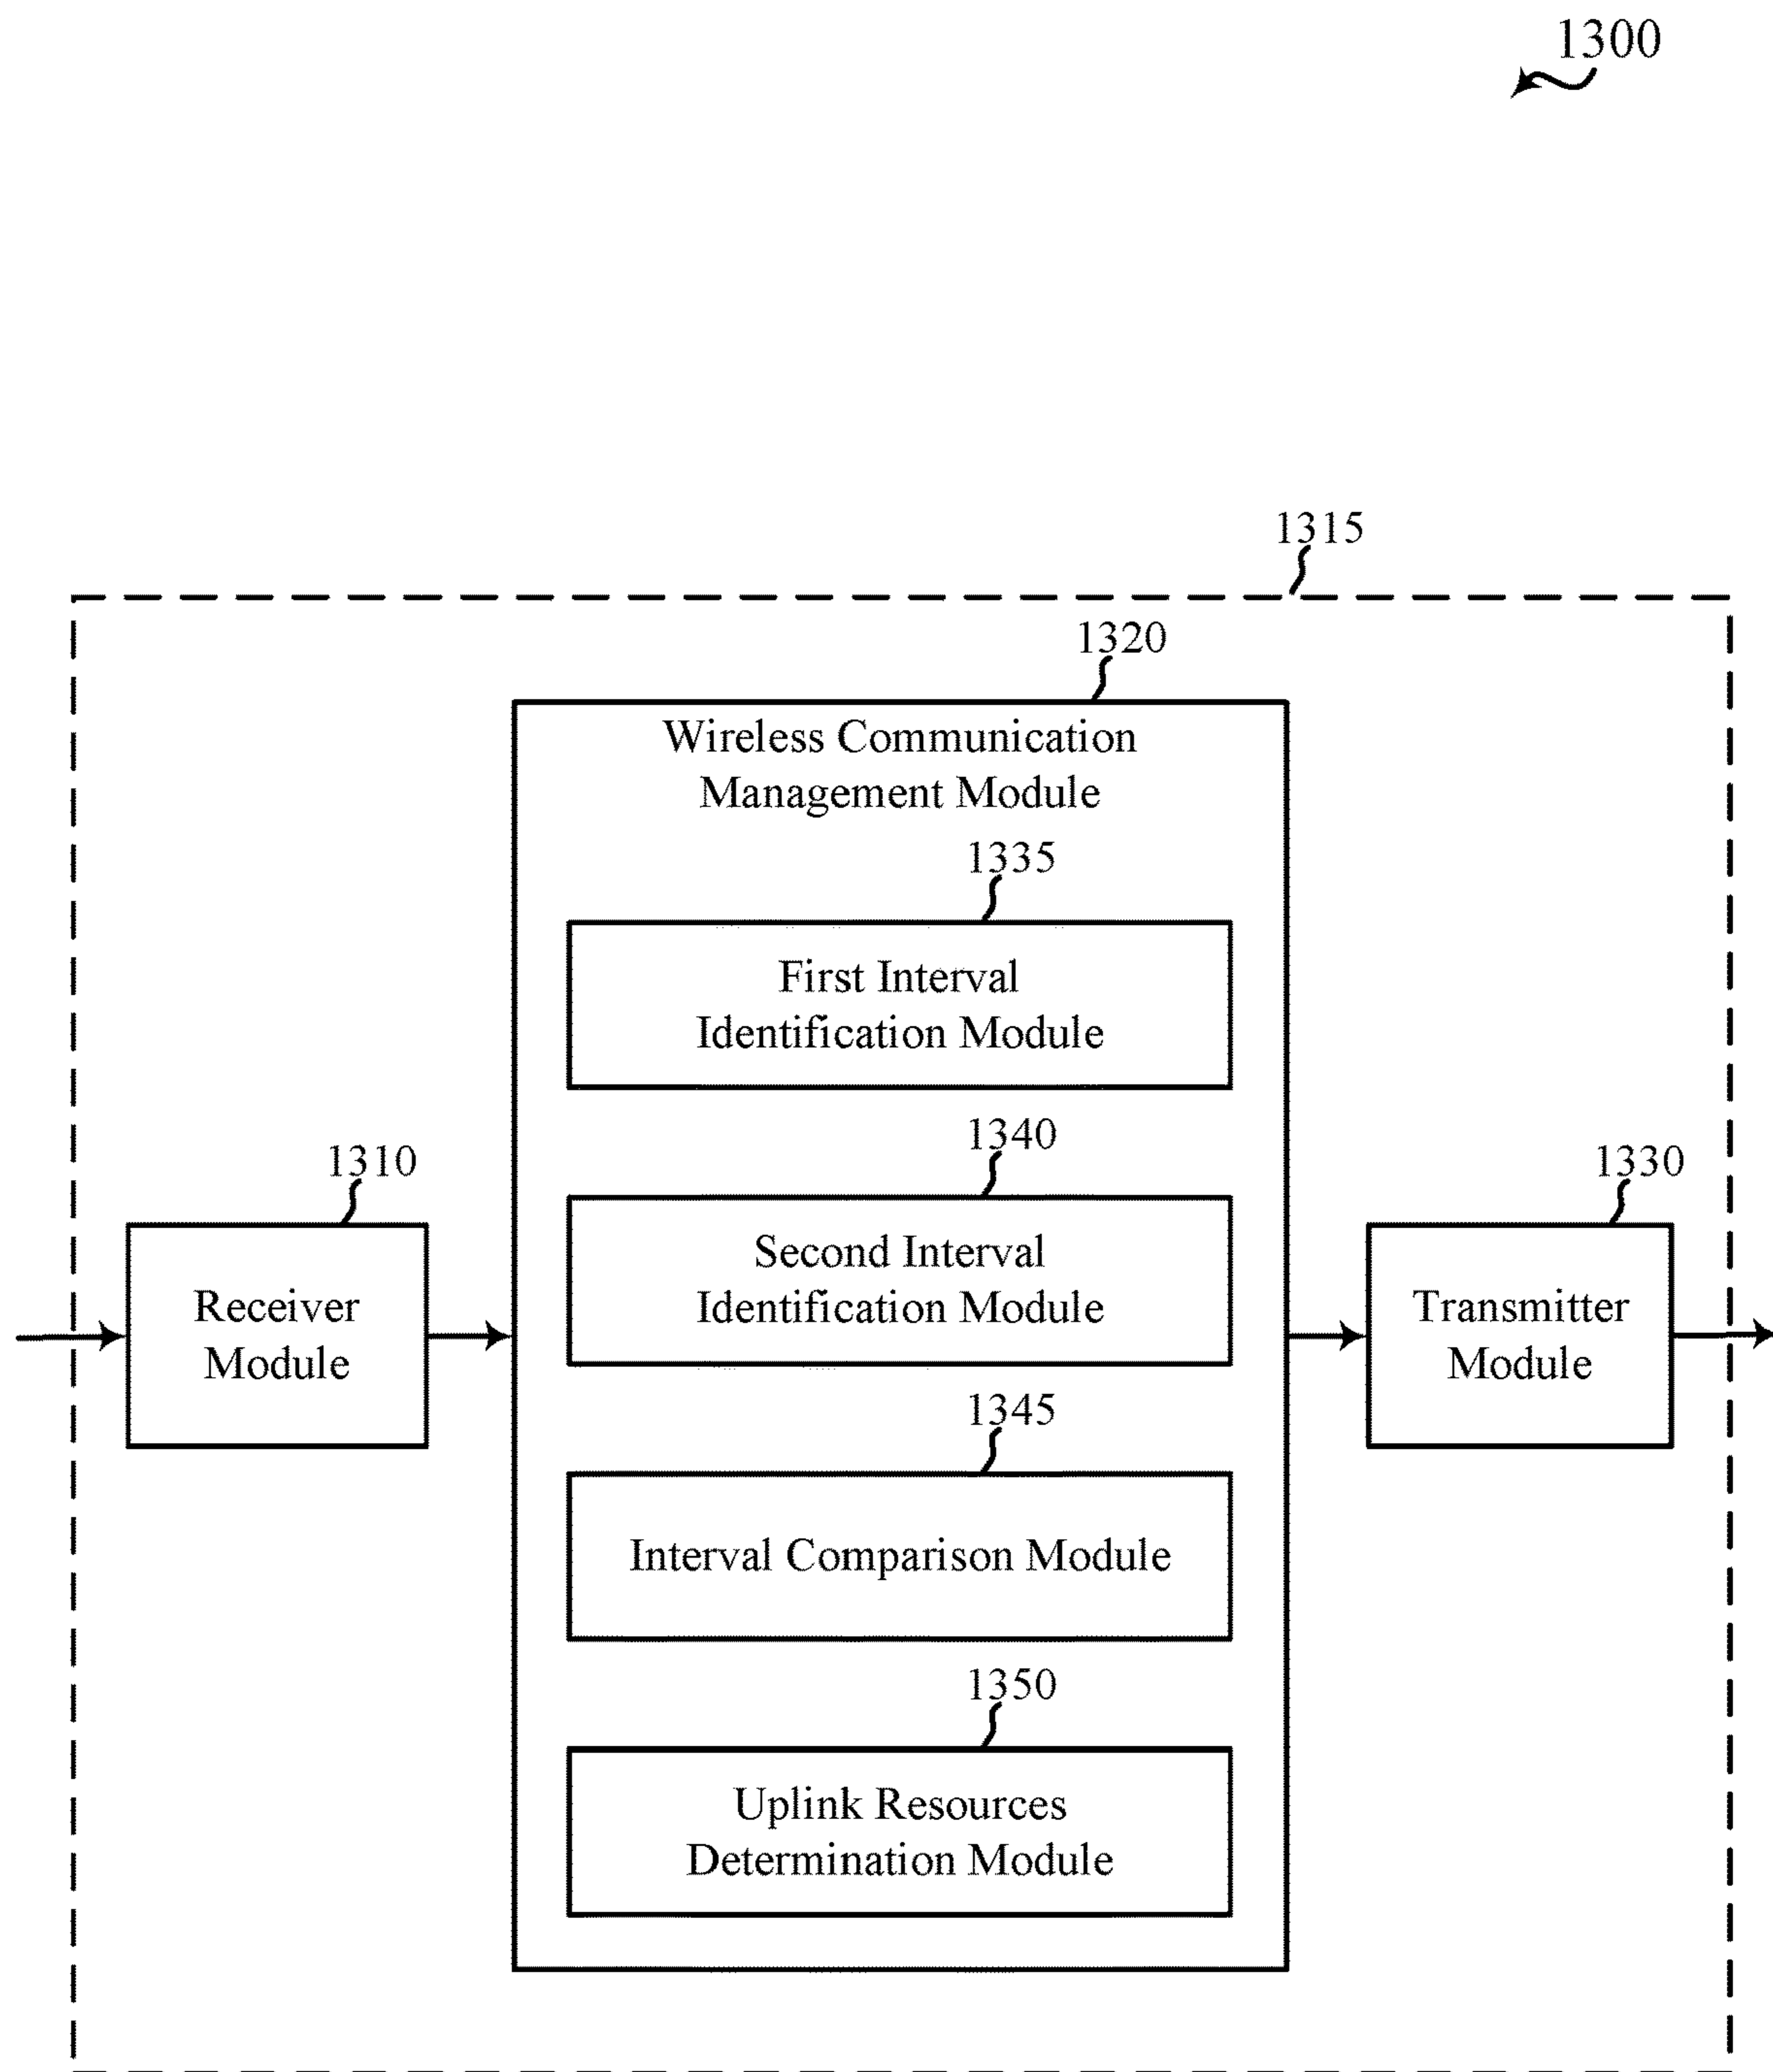 1300
1315
1320
Wireless Communication
Management Module
1335
First Interval
Identification Module
1340
Second Interval
Identification Module
1310
Receiver
Module
1330
Transmitter
Module
1345
Interval Comparison Module
1350
Uplink Resources
Determination Module